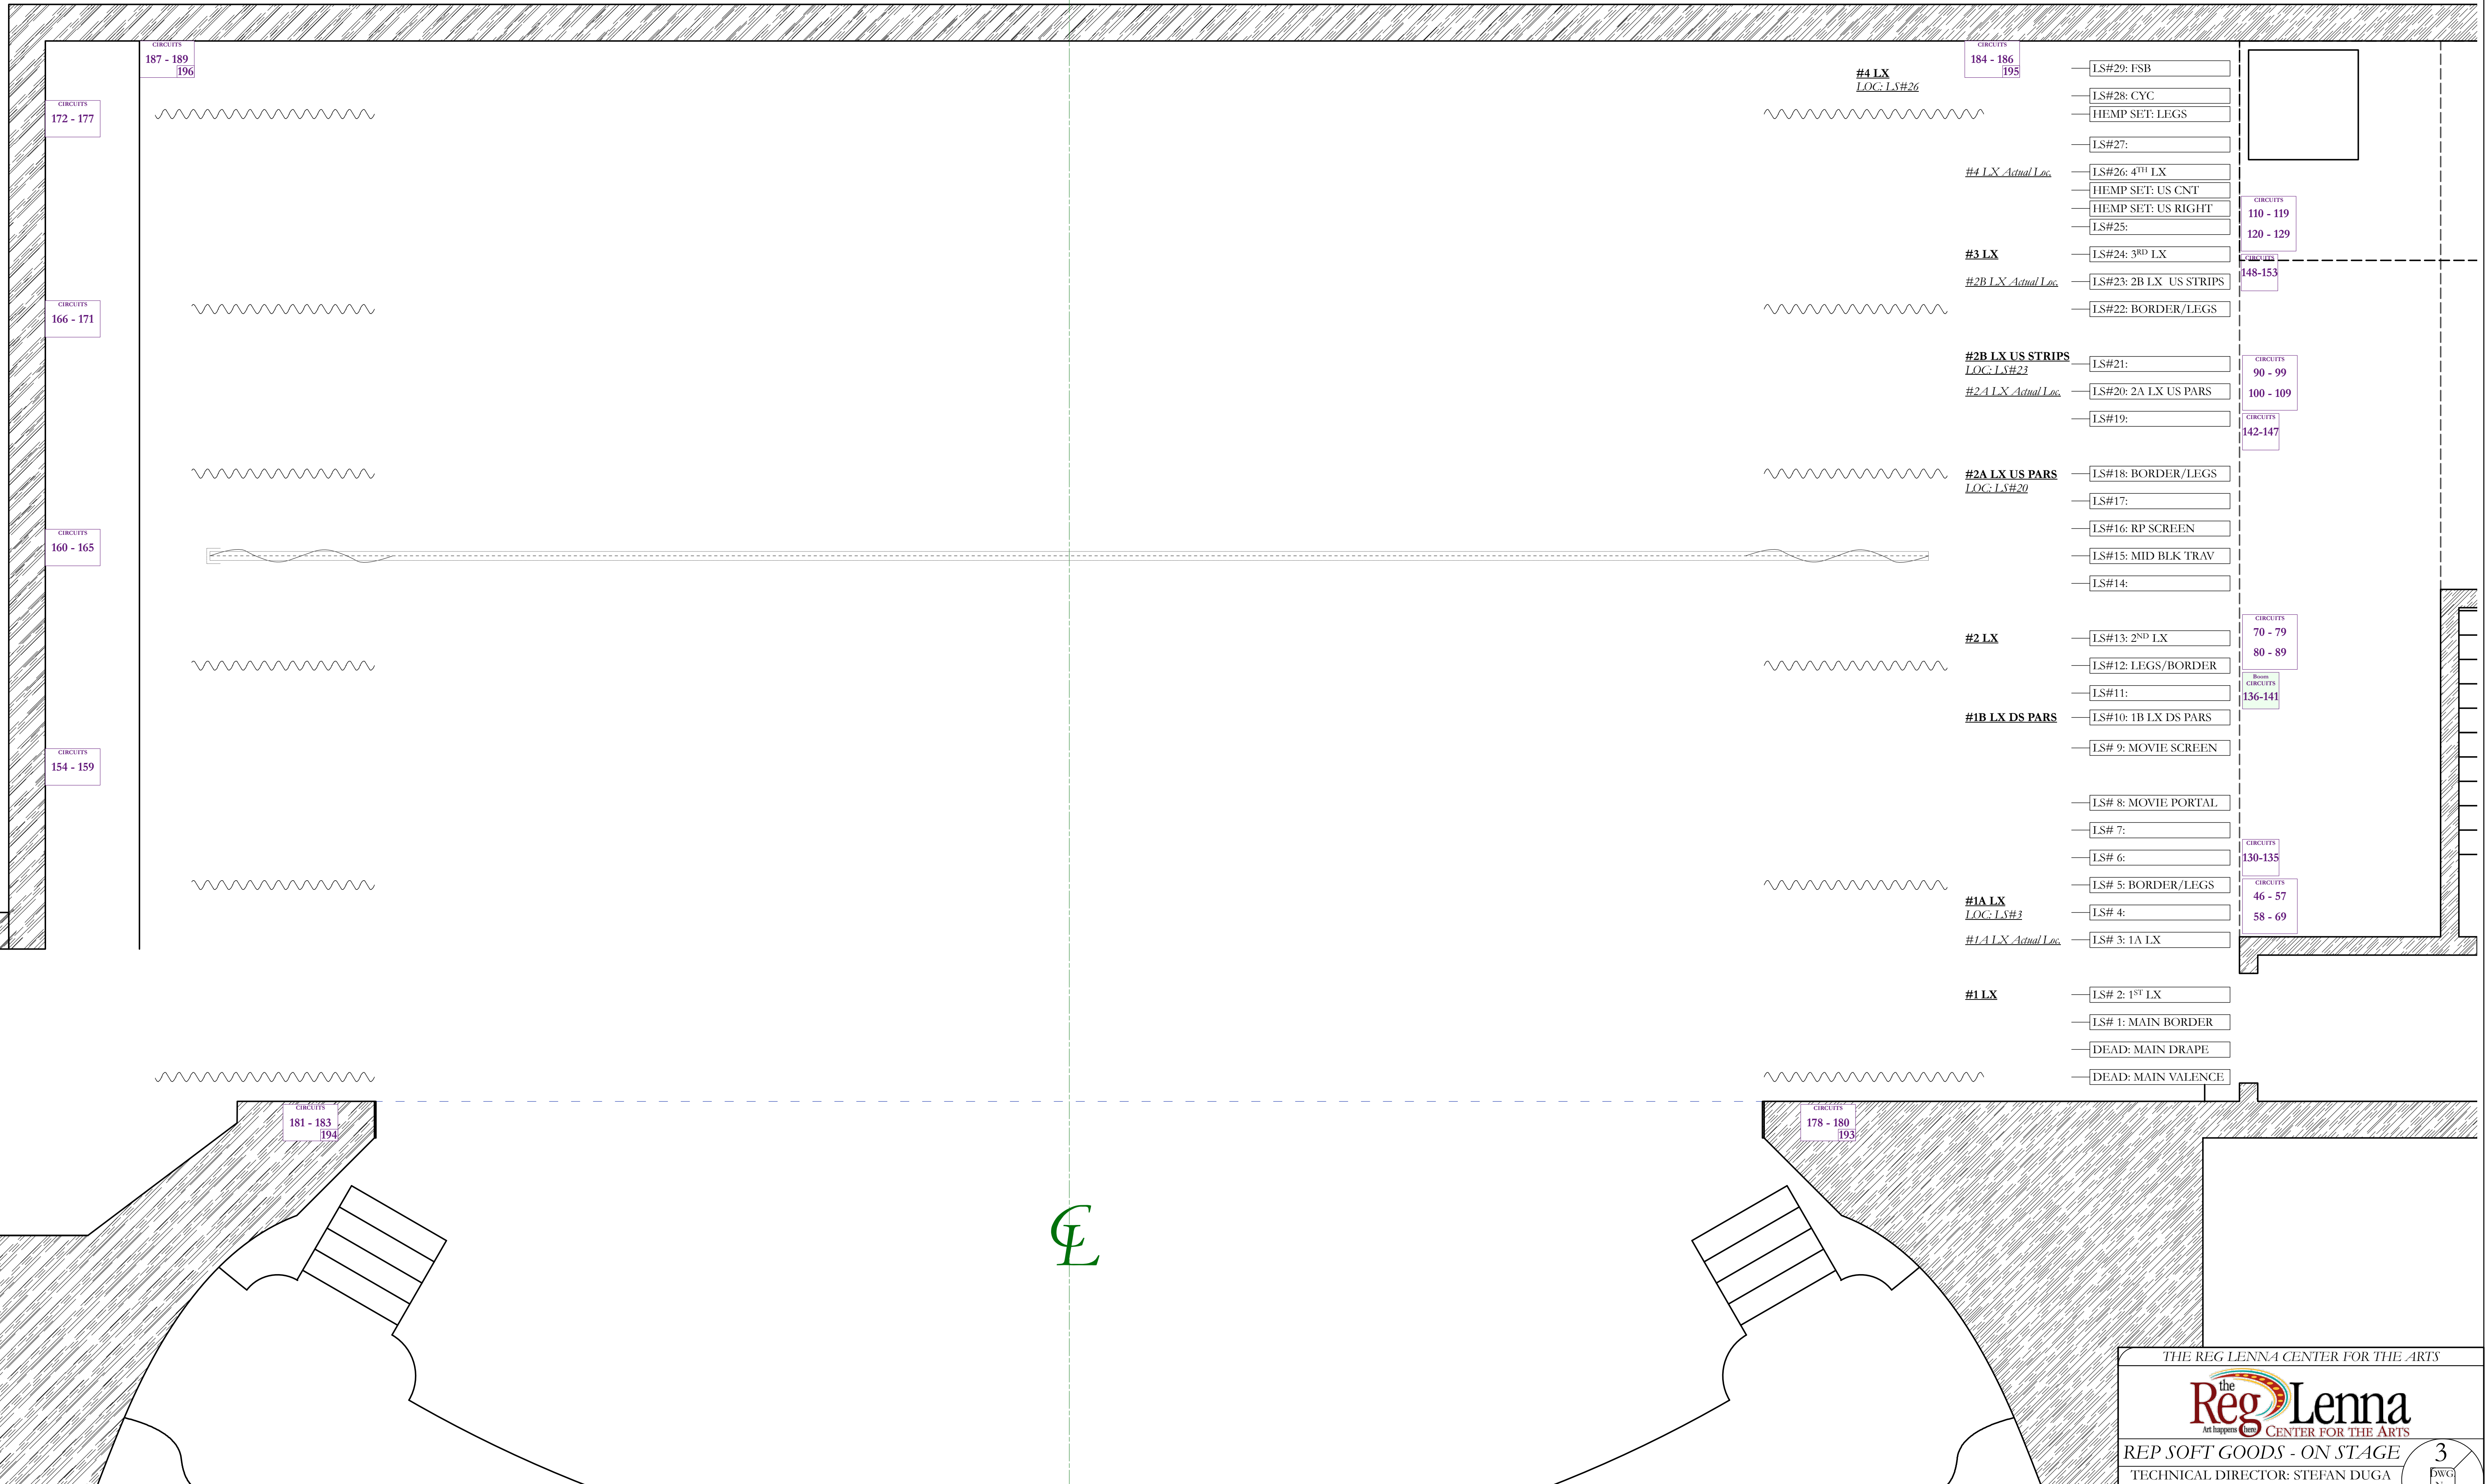 CIRCUITS
187 - 189
196
CIRCUITS
172 - 177
CIRCUITS
166 - 171
CIRCUITS
160 - 165
CIRCUITS
154 - 159
CIRCUITS
181 - 183
194
CIRCUITS
184 - 186
195
#4 LX
LOC: LS#26
#4 LX Actual Loc.
#3 LX
#2B LX Actual Loc.
#2B LX US STRIPS
LOC: LS#23
#2A LX Actual Loc.
#2A LX US PARS
LOC: LS#20
#2 LX
#1B LX DS PARS
#1A LX
LOC: LS#3
#1A LX Actual Loc.
#1 LX
LS#29: FSB
LS#28: CYC
HEMP SET: LEGS
LS#27:
LS#26: 4TH LX
HEMP SET: US CNT
HEMP SET: US RIGHT
LS#25:
LS#24: 3RD LX
LS#23: 2B LX US STRIPS
LS#22: BORDER/LEGS
LS#21:
LS#20: 2A LX US PARS
LS#19:
LS#18: BORDER/LEGS
LS#17:
LS#16: RP SCREEN
LS#15: MID BLK TRAV
LS#14:
LS#13: 2ND LX
LS#12: LEGS/BORDER
LS#11:
LS#10: 1B LX DS PARS
LS# 9: MOVIE SCREEN
LS# 8: MOVIE PORTAL
LS# 7:
LS# 6:
LS# 5: BORDER/LEGS
LS# 4:
LS# 3: 1A LX
LS# 2: 1ST LX
LS# 1: MAIN BORDER
DEAD: MAIN DRAPE
DEAD: MAIN VALENCE
CIRCUITS
110 - 119
120 - 129
CIRCUITS
148-153
CIRCUITS
90 - 99
100 - 109
CIRCUITS
142-147
CIRCUITS
70 - 79
80 - 89
Boom
CIRCUITS
136-141
CIRCUITS
130-135
CIRCUITS
46 - 57
58 - 69
CIRCUITS
178 - 180
193
CL
THE REG LENNA CENTER FOR THE ARTS
the
Reg Lenna
Art happens here
CENTER FOR THE ARTS
REP SOFT GOODS - ON STAGE
3
TECHNICAL DIRECTOR: STEFAN DUGA
DWG